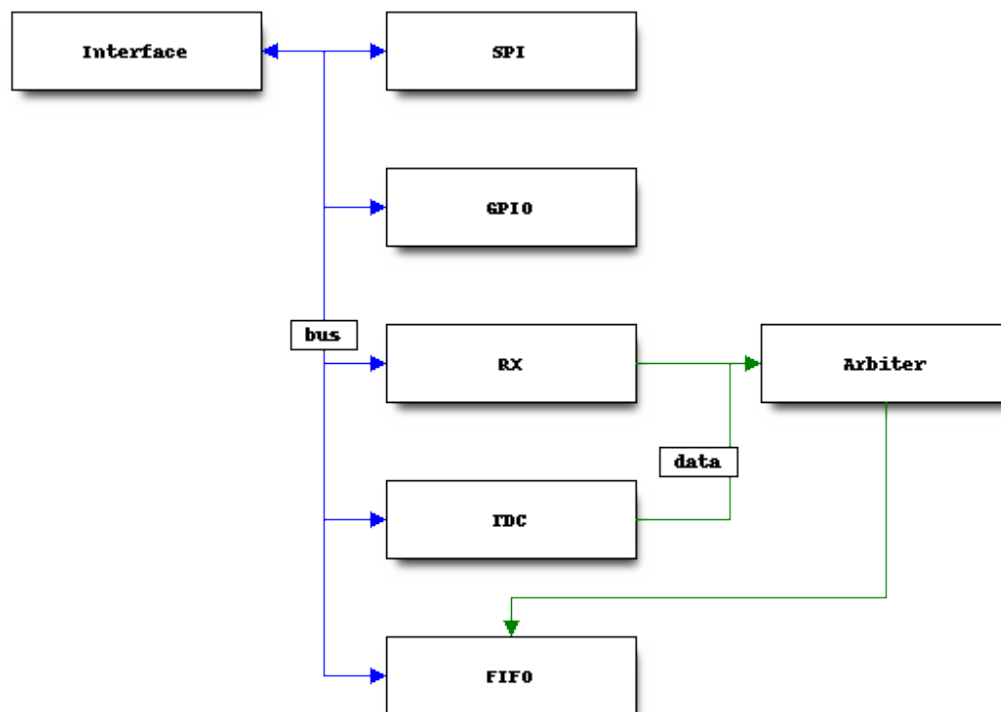 Interface
SPI
GPIO
bus
RX
Arbiter
data
TDC
FIFO